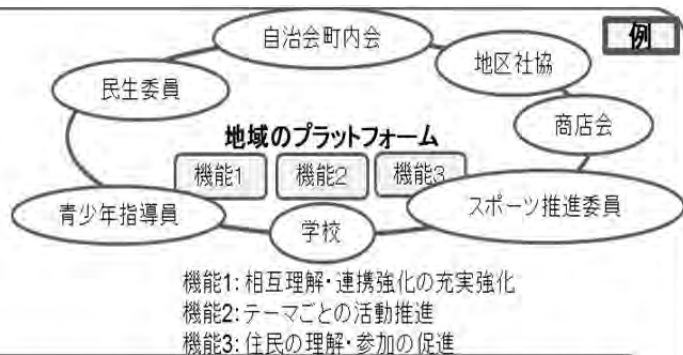 例
自治会町内会
地区社協
民生委員
商店会
地域のプラットフォーム
機能1
機能2
機能3
青少年指導員
スポーツ推進委員
学校
機能1:相互理解・連携強化の充実強化
機能2:テーマごとの活動推進
機能3:住民の理解・参加の促進